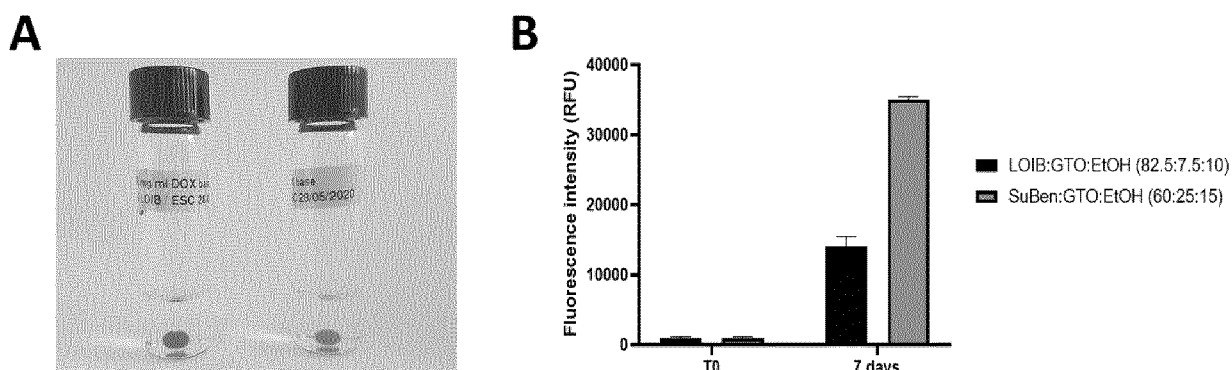 A
mg ml DOX
LOIB ESC
28/05/2020
B
40000
30000
20000
10000
0
Fluorescence intensity (RFU)
T0
7 days
LOIB:GTO:EtOH (82.5:7.5:10)
SuBen:GTO:EtOH (60:25:15)